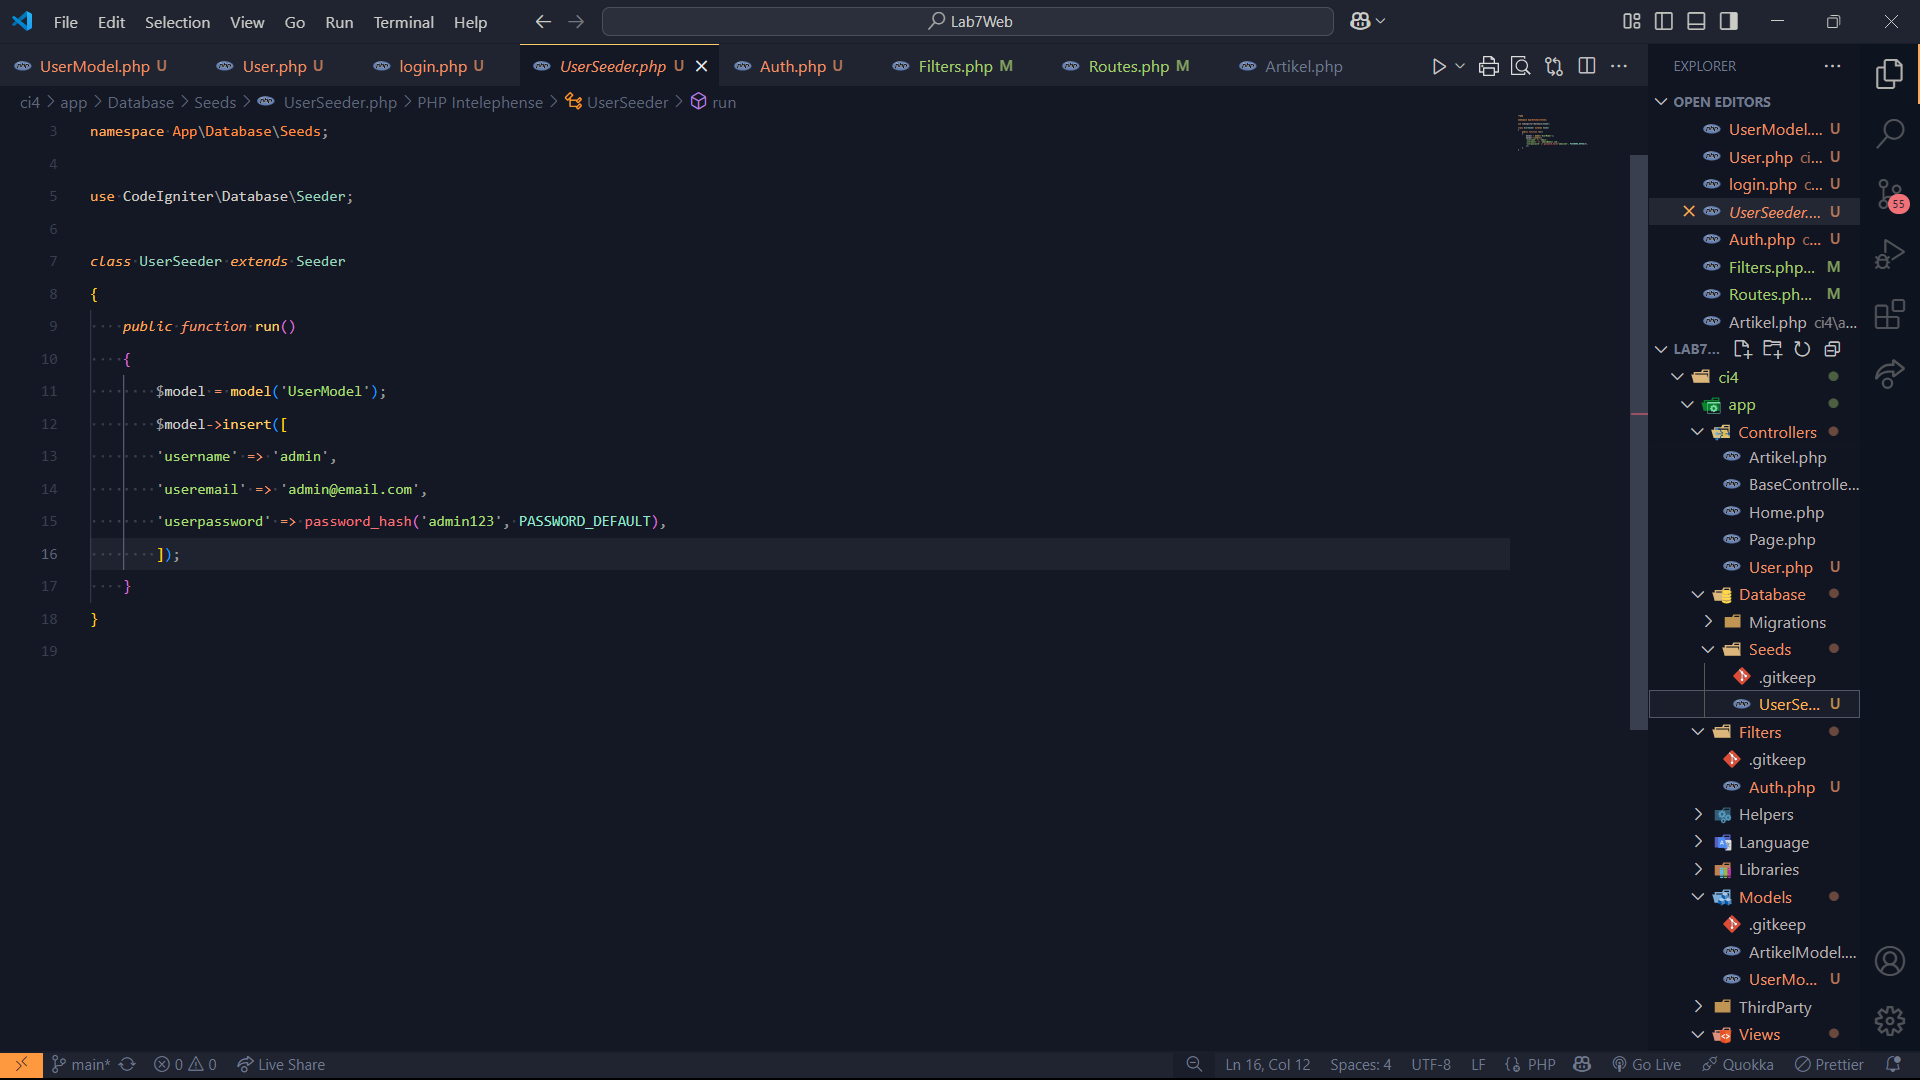 File Edit Selection View Go Run Terminal Help Lab7Web
UserModel.php U User.php U login.php U UserSeeder.php U Auth.php U Filters.php M Routes.php M Artikel.php
ci4 > app > Database > Seeds > UserSeeder.php > PHP Intelephense > UserSeeder > run
3 namespace App\Database\Seeds;
4
5 use CodeIgniter\Database\Seeder;
6
7 class UserSeeder extends Seeder
8 {
9 public function run()
10 {
11 $model = model('UserModel');
12 $model->insert([
13 'username' => 'admin',
14 'useremail' => 'admin@email.com',
15 'userpassword' => password_hash('admin123', PASSWORD_DEFAULT),
16 ]);
17 }
18 }
19
EXPLORER
OPEN EDITORS
UserModel.... U
User.php ci... U
login.php c... U
UserSeeder.... U
Auth.php c... U
Filters.php... M
Routes.ph... M
Artikel.php ci4\a...
LAB7...
ci4
app
Controllers
Artikel.php
BaseControlle...
Home.php
Page.php
User.php U
Database
Migrations
Seeds
.gitkeep
UserSe... U
Filters
.gitkeep
Auth.php U
Helpers
Language
Libraries
Models
.gitkeep
ArtikelModel....
UserMo... U
ThirdParty
Views
55
main* 0 0 Live Share Ln 16, Col 12 Spaces: 4 UTF-8 LF {} PHP Go Live Quokka Prettier